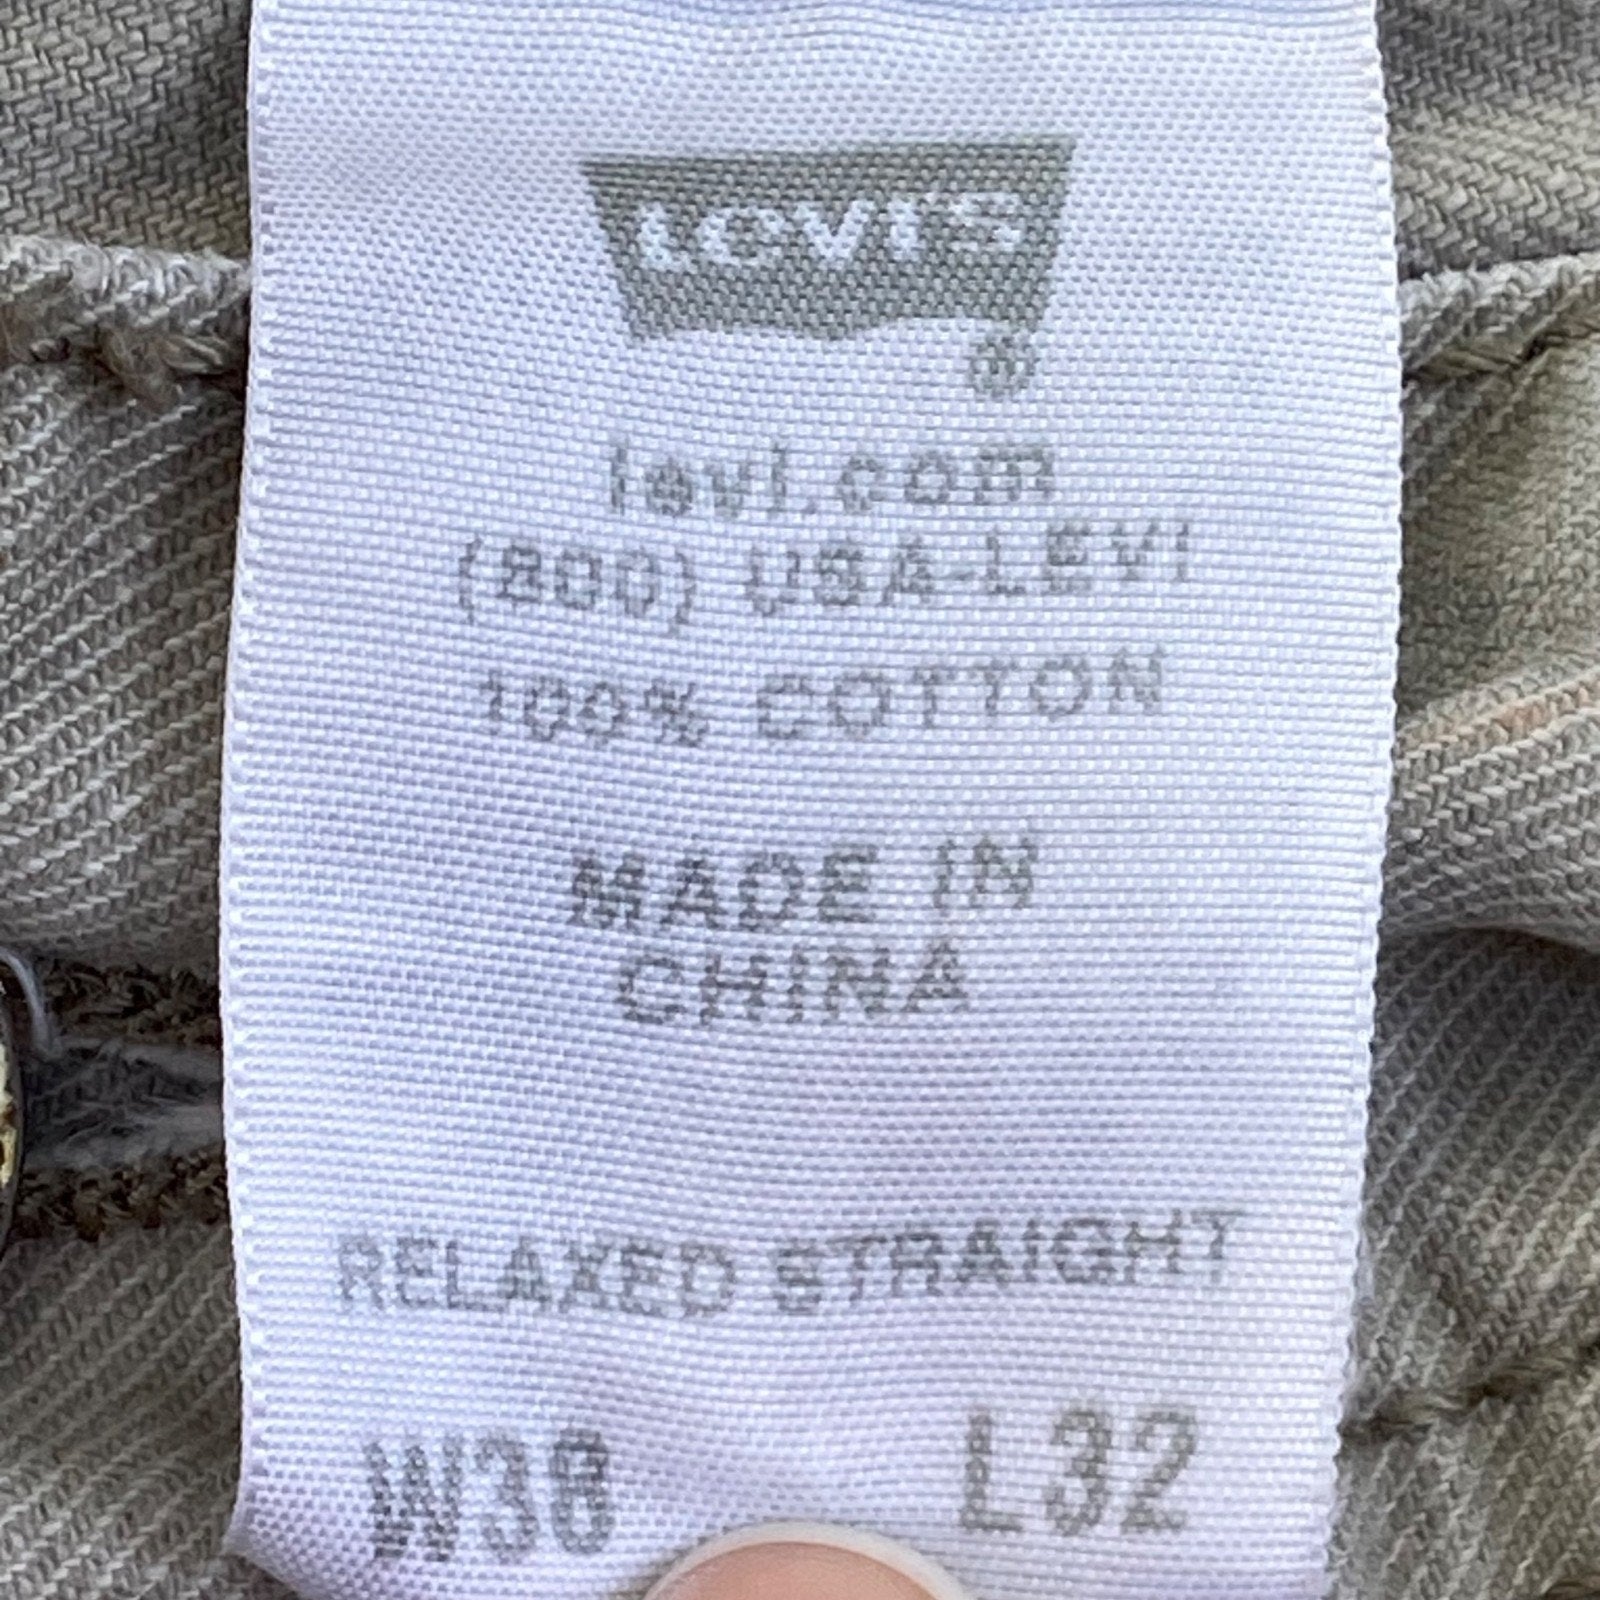 LEVI'S
®
levi.com
(800) USA-LEVI
100% COTTON
MADE IN
CHINA
RELAXED STRAIGHT
L32